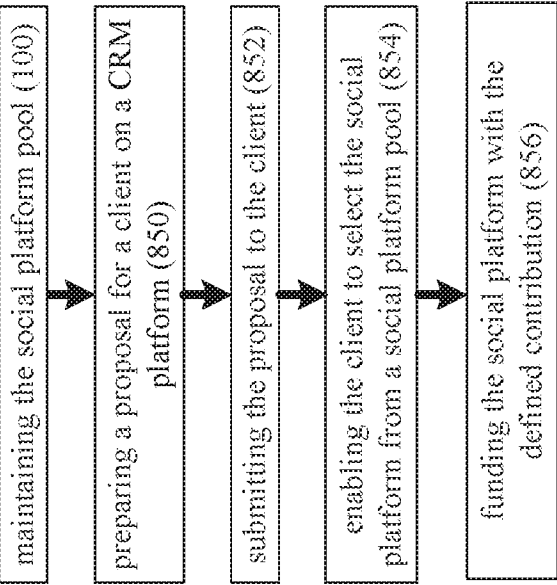 maintaining the social platform pool (100)
preparing a proposal for a client on a CRM
platform (850)
submitting the proposal to the client (852)
enabling the client to select the social
platform from a social platform pool (854)
funding the social platform with the
defined contribution (856)